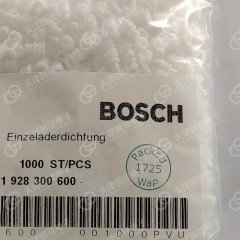 BOSCH
Einzeladerdichtung
1000 ST/PCS
1 928 300 600 -
Packed
1725
WaP
600 001000PVU